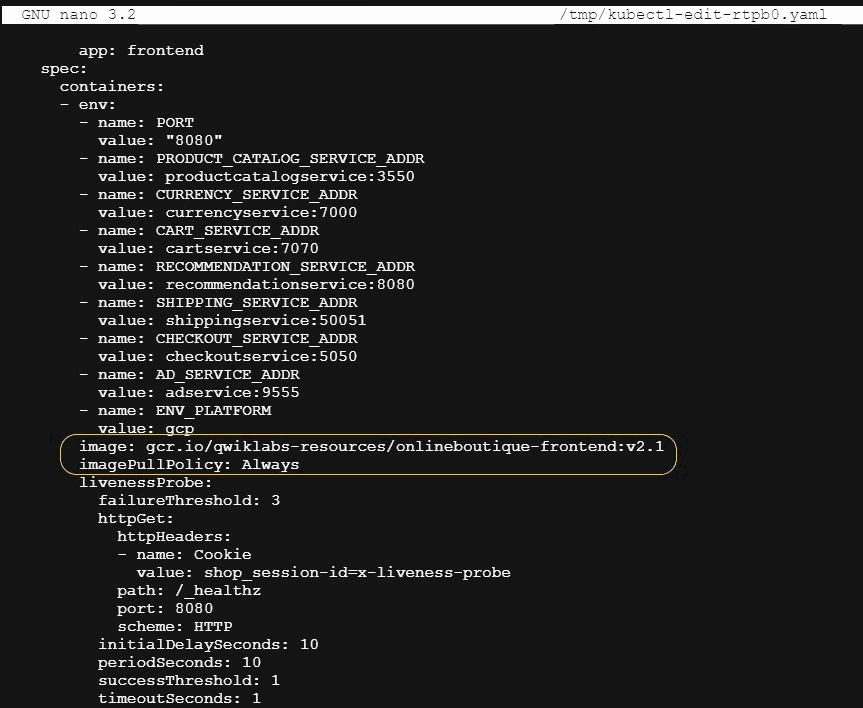 GNU nano 3.2 /tmp/kubectl-edit-rtpb0.yaml
app: frontend
spec:
containers:
- env:
- name: PORT
value: "8080"
- name: PRODUCT_CATALOG_SERVICE_ADDR
value: productcatalogservice:3550
- name: CURRENCY_SERVICE_ADDR
value: currencyservice:7000
- name: CART_SERVICE_ADDR
value: cartservice:7070
- name: RECOMMENDATION_SERVICE_ADDR
value: recommendationservice:8080
- name: SHIPPING_SERVICE_ADDR
value: shippingservice:50051
- name: CHECKOUT_SERVICE_ADDR
value: checkoutservice:5050
- name: AD_SERVICE_ADDR
value: adservice:9555
- name: ENV_PLATFORM
value: gcp
image: gcr.io/qwiklabs-resources/onlineboutique-frontend:v2.1
imagePullPolicy: Always
livenessProbe:
failureThreshold: 3
httpGet:
httpHeaders:
- name: Cookie
value: shop_session-id=x-liveness-probe
path: /_healthz
port: 8080
scheme: HTTP
initialDelaySeconds: 10
periodSeconds: 10
successThreshold: 1
timeoutSeconds: 1